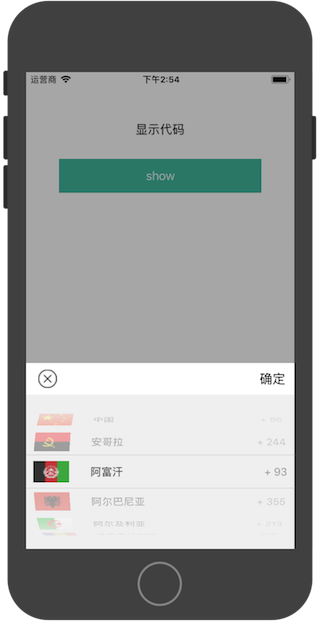 运营商 下午2:54
显示代码
show
确定
中国 + 86
安哥拉 + 244
阿富汗 + 93
阿尔巴尼亚 + 355
阿尔及利亚 + 213